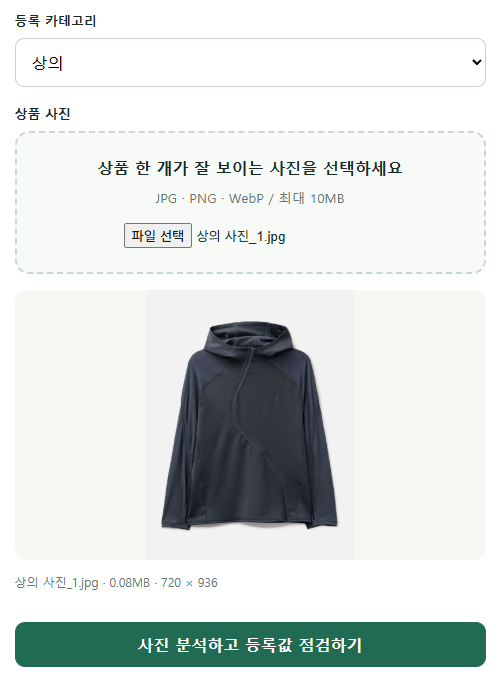 등록 카테고리
상의
상품 사진
상품 한 개가 잘 보이는 사진을 선택하세요
JPG · PNG · WebP / 최대 10MB
파일 선택 상의 사진_1.jpg
상의 사진_1.jpg · 0.08MB · 720 × 936
사진 분석하고 등록값 점검하기